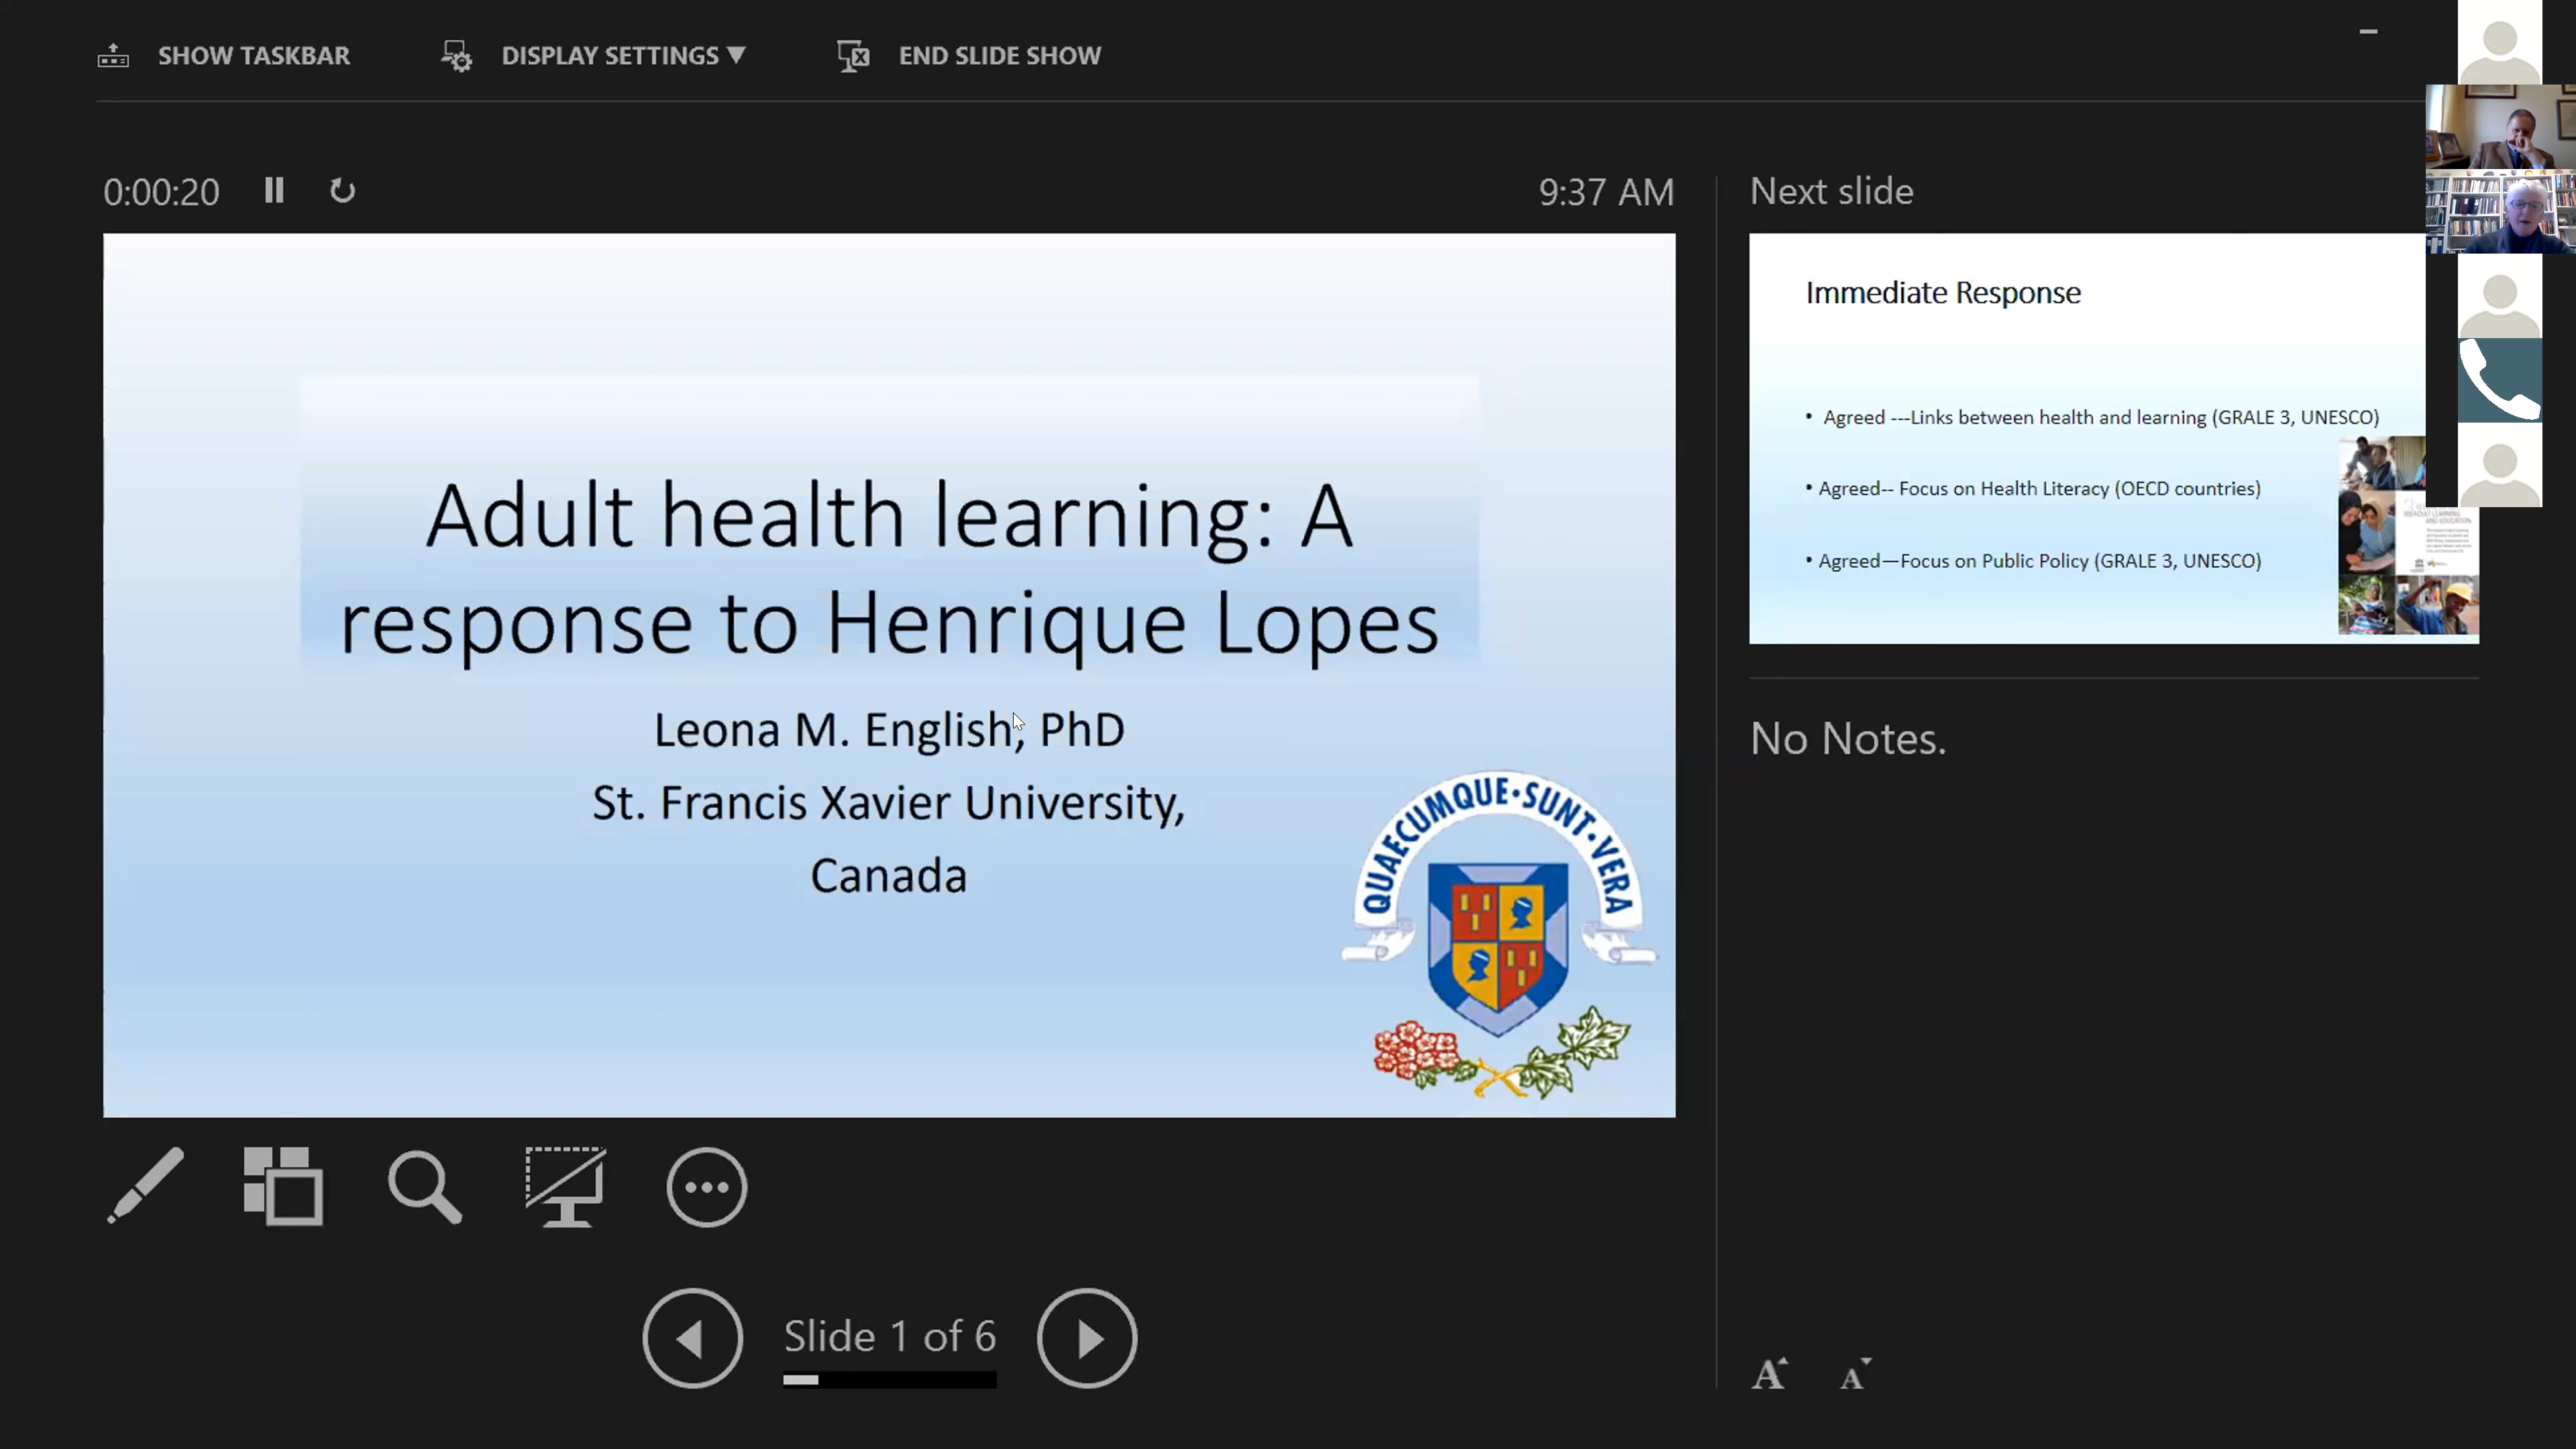 SHOW TASKBAR
DISPLAY SETTINGS ▼
END SLIDE SHOW
0:00:20
9:37 AM
Adult health learning: A
response to Henrique Lopes
Leona M. English, PhD
St. Francis Xavier University,
Canada
QUAECUMQUE·SUNT·VERA
Slide 1 of 6
Next slide
Immediate Response
• Agreed ---Links between health and learning (GRALE 3, UNESCO)
• Agreed-- Focus on Health Literacy (OECD countries)
• Agreed—Focus on Public Policy (GRALE 3, UNESCO)
No Notes.
A A